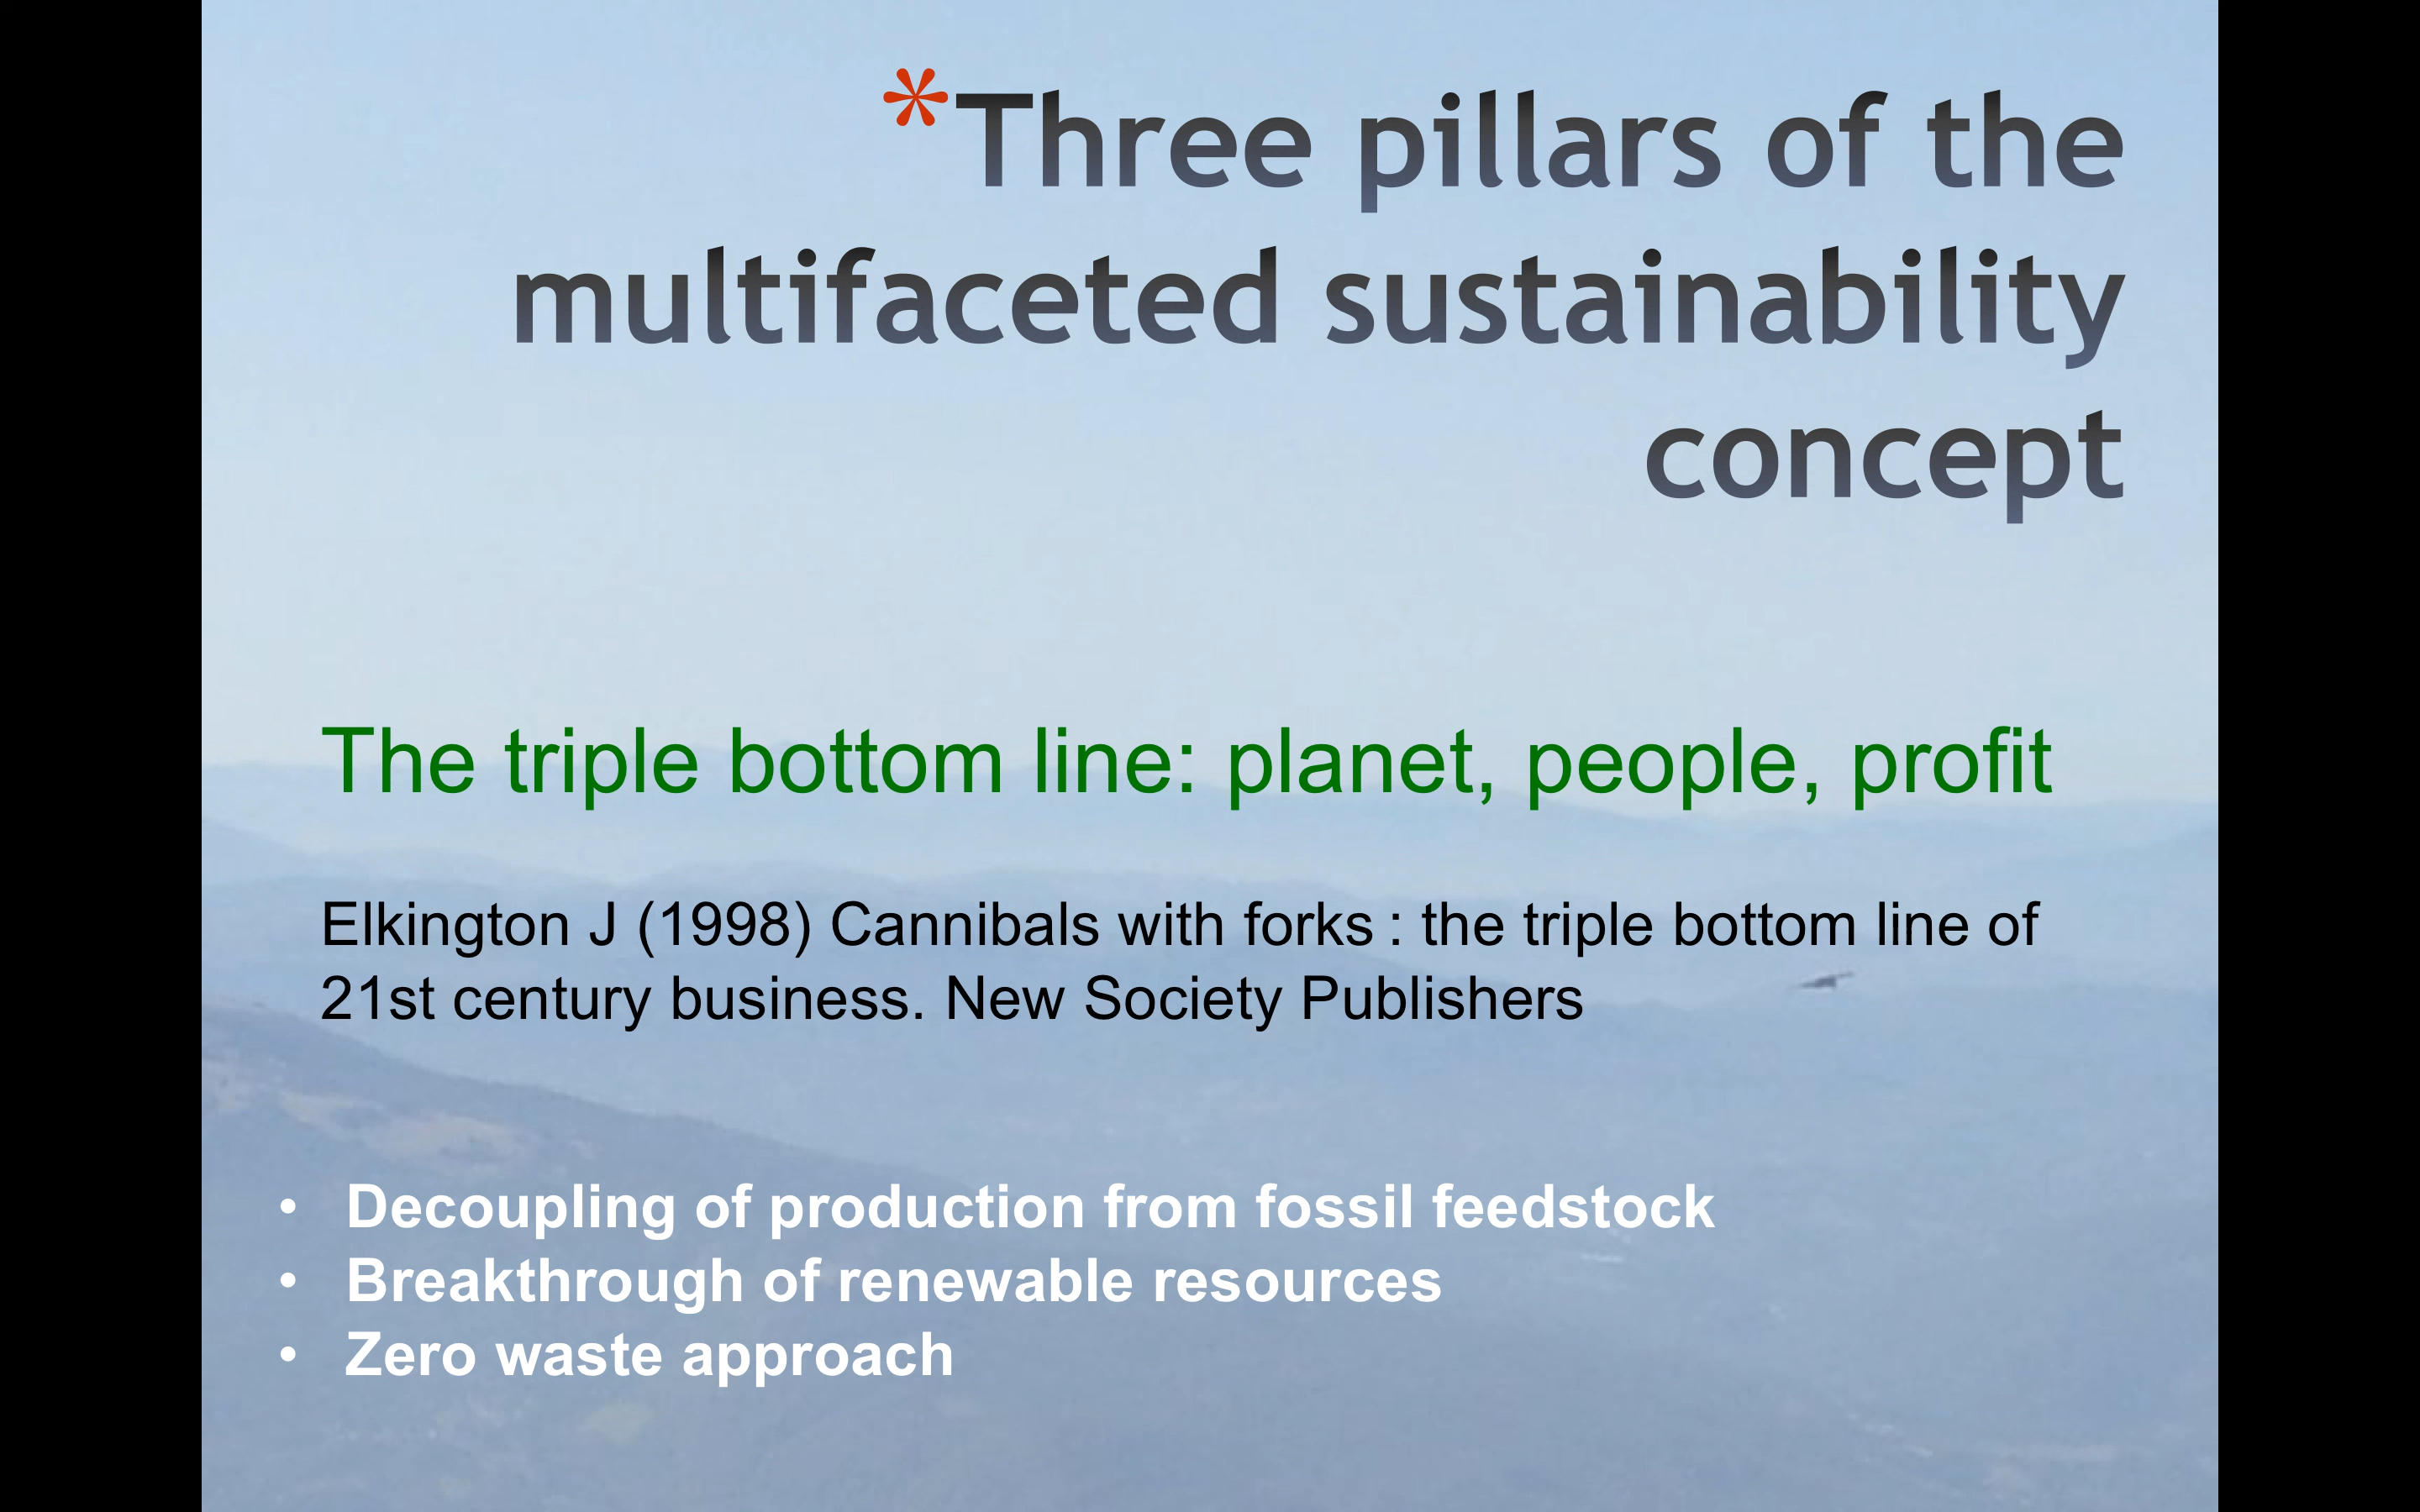 *Three pillars of the
multifaceted sustainability
concept
The triple bottom line: planet, people, profit
Elkington J (1998) Cannibals with forks : the triple bottom line of
21st century business. New Society Publishers
• Decoupling of production from fossil feedstock
• Breakthrough of renewable resources
• Zero waste approach